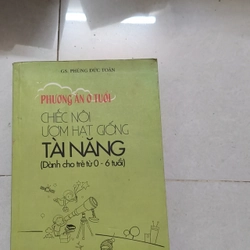 GS. PHÙNG ĐỨC TOÀN
PHƯƠNG ÁN 0 TUỔI
CHIẾC NÔI
ƯƠM HẠT GIỐNG
TÀI NĂNG
(Dành cho trẻ từ 0 - 6 tuổi)